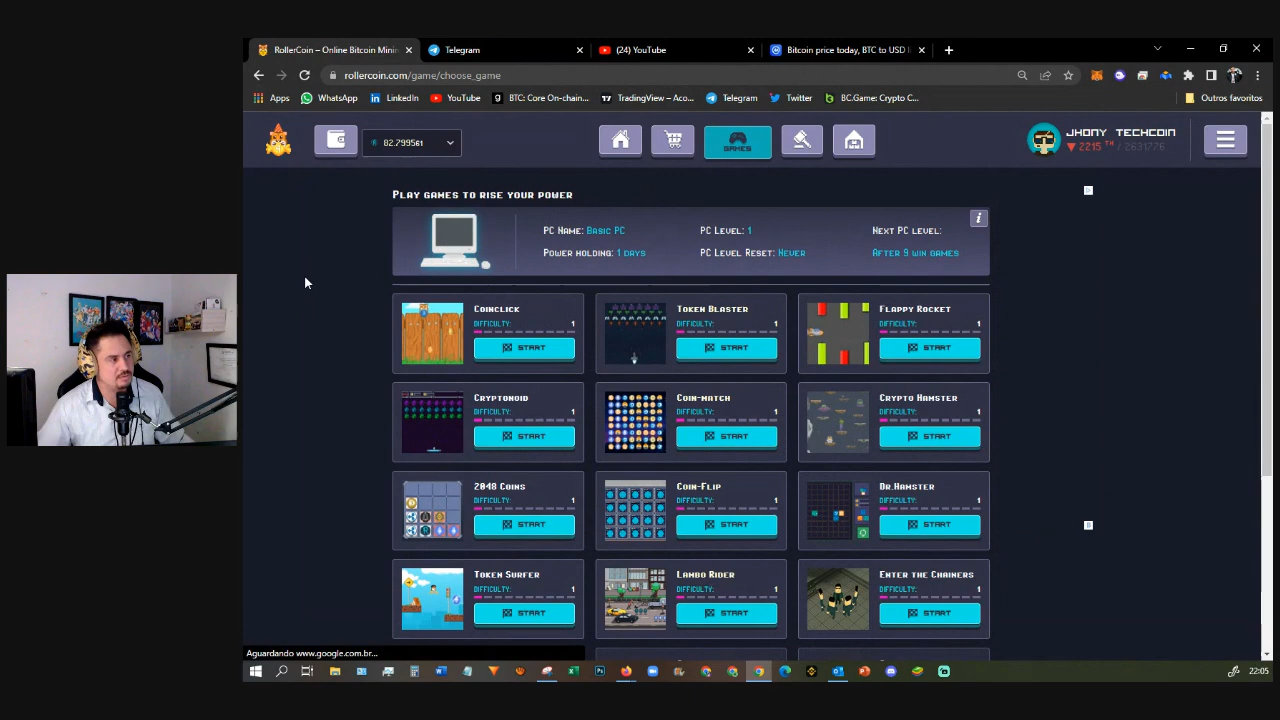 RollerCoin – Online Bitcoin Minin
Telegram
(24) YouTube
Bitcoin price today, BTC to USD l
rollercoin.com/game/choose_game
Apps
WhatsApp
LinkedIn
YouTube
BTC: Core On-chain...
TradingView – Aco...
Telegram
Twitter
BC.Game: Crypto C...
Outros favoritos
82.799561
GAMES
JHONY TECHCOIN
2215 TH / 2631776
PLAY GAMES TO RISE YOUR POWER
PC NAME: BASIC PC
PC LEVEL: 1
NEXT PC LEVEL:
POWER HOLDING: 1 DAYS
PC LEVEL RESET: NEVER
AFTER 9 WIN GAMES
COINCLICK
DIFFICULTY: 1
START
TOKEN BLASTER
DIFFICULTY: 1
START
FLAPPY ROCKET
DIFFICULTY: 1
START
CRYPTONOID
DIFFICULTY: 1
START
COIN-MATCH
DIFFICULTY: 1
START
CRYPTO HAMSTER
DIFFICULTY: 1
START
2048 COINS
DIFFICULTY: 1
START
COIN-FLIP
DIFFICULTY: 1
START
DR.HAMSTER
DIFFICULTY: 1
START
TOKEN SURFER
DIFFICULTY: 1
START
LAMBO RIDER
DIFFICULTY: 1
START
ENTER THE CHAINERS
DIFFICULTY: 1
START
Aguardando www.google.com.br...
22:05